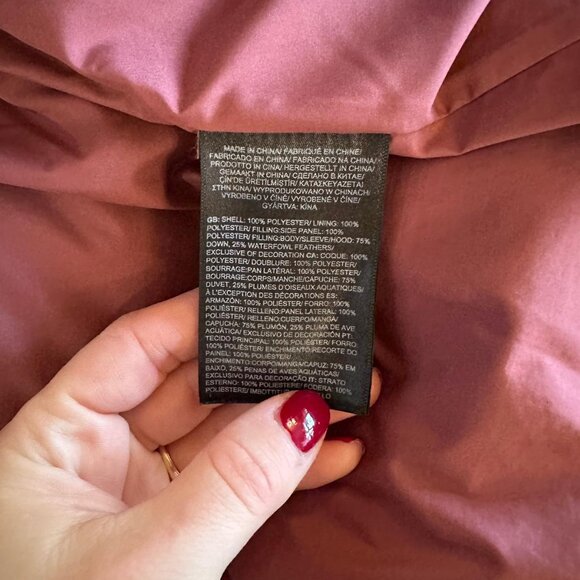 MADE IN CHINA/ FABRIQUÉ EN CHINE/
FABRICADO EN CHINA/ FABRICADO NA CHINA/
PRODOTTO IN CINA/ HERGESTELLT IN CHINA/
GEMAAKT IN CHINA/ СДЕЛАНО В КИТАЕ/
ÇİN'DE ÜRETİLMİŞTİR/ ΚΑΤΑΣΚΕΥΑΖΕΤΑΙ
ΣΤΗΝ ΚΙΝΑ/ WYPRODUKOWANO W CHINACH/
VYROBENO V ČÍNĚ/ VYROBENÉ V ČÍNE/
GYÁRTVA: KÍNA
GB: SHELL: 100% POLYESTER/ LINING: 100%
POLYESTER/ FILLING:SIDE PANEL: 100%
POLYESTER/ FILLING:BODY/SLEEVE/HOOD: 75%
DOWN, 25% WATERFOWL FEATHERS/
EXCLUSIVE OF DECORATION CA: COQUE: 100%
POLYESTER/ DOUBLURE: 100% POLYESTER/
BOURRAGE:PAN LATÉRAL: 100% POLYESTER/
BOURRAGE:CORPS/MANCHE/CAPUCHE: 75%
DUVET, 25% PLUMES D'OISEAUX AQUATIQUES/
À L'EXCEPTION DES DÉCORATIONS ES:
ARMAZÓN: 100% POLIÉSTER/ FORRO: 100%
POLIÉSTER/ RELLENO:PANEL LATERAL: 100%
POLIÉSTER/ RELLENO:CUERPO/MANGA/
CAPUCHA: 75% PLUMÓN, 25% PLUMA DE AVE
ACUÁTICA/ EXCLUSIVO DE DECORACIÓN PT:
TECIDO PRINCIPAL: 100% POLIÉSTER/ FORRO:
100% POLIÉSTER/ ENCHIMENTO:RECORTE DO
PAINEL: 100% POLIÉSTER/
ENCHIMENTO:CORPO/MANGA/CAPUZ: 75% EM
BAIXO, 25% PENAS DE AVES AQUÁTICAS/
EXCLUSIVO PARA DECORAÇÃO IT: STRATO
ESTERNO: 100% POLIESTERE/ FODERA: 100%
POLIESTERE/